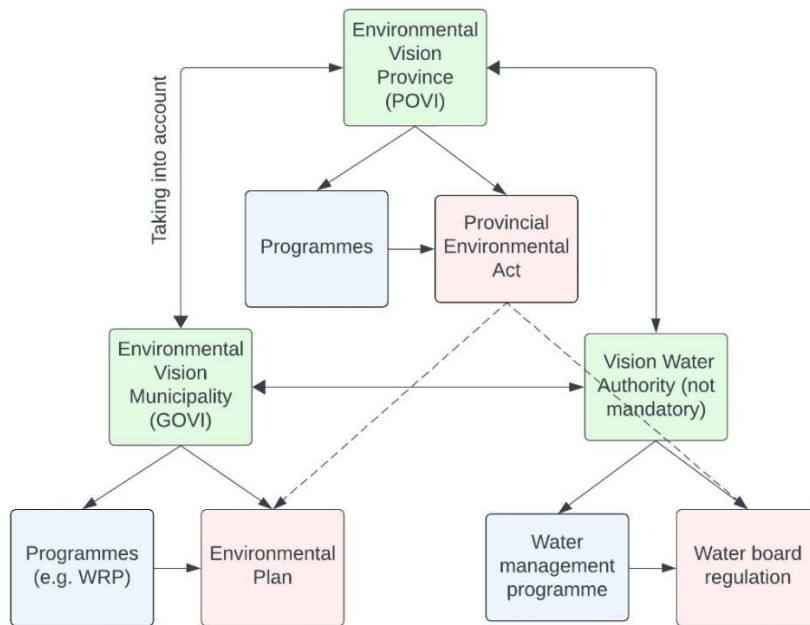 Environmental
Vision
Province
(POVI)
Taking into account
Programmes
Provincial
Environmental
Act
Environmental
Vision
Municipality
(GOVI)
Vision Water
Authority (not
mandatory)
Programmes
(e.g. WRP)
Environmental
Plan
Water
management
programme
Water board
regulation